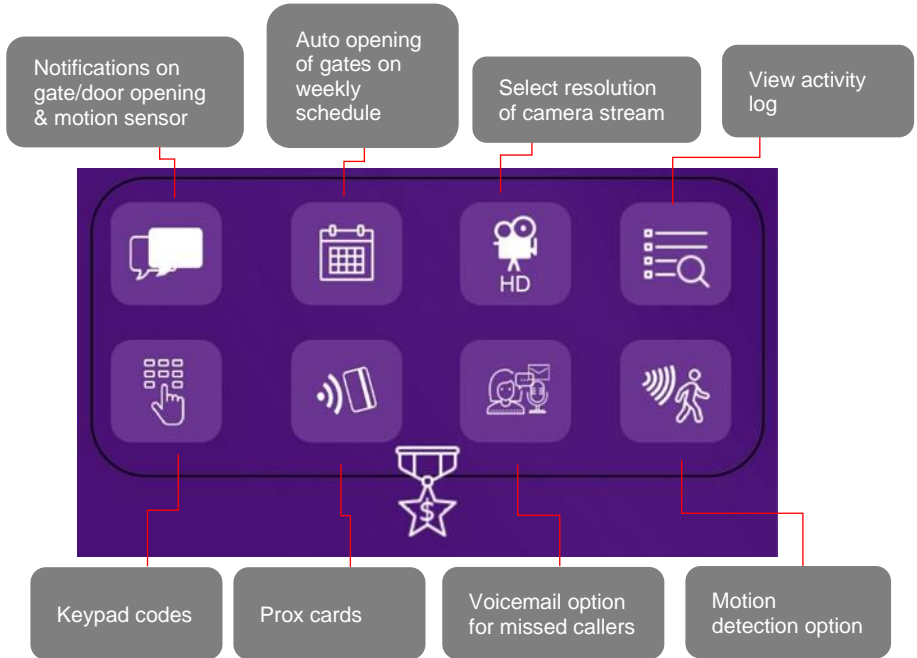 Notifications on
gate/door opening
& motion sensor
Auto opening
of gates on
weekly
schedule
Select resolution
of camera stream
View activity
log
HD
$
Keypad codes
Prox cards
Voicemail option
for missed callers
Motion
detection option